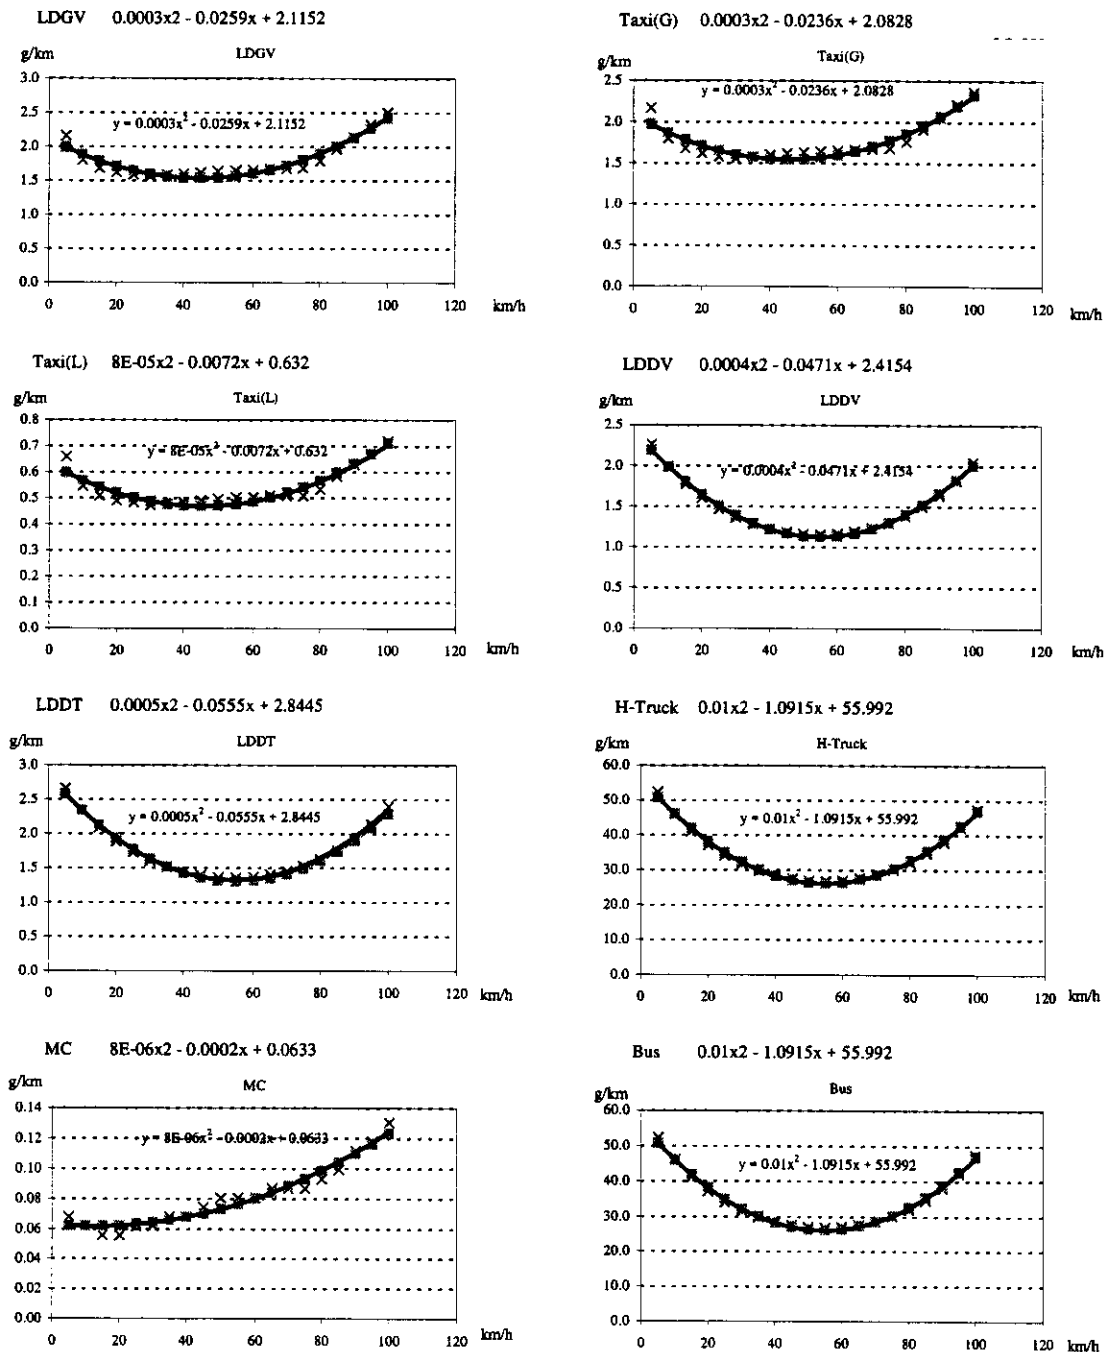 LDGV 0.0003x2 - 0.0259x + 2.1152
g/km
LDGV
3.0
2.5
y = 0.0003x² - 0.0259x + 2.1152
2.0
1.5
1.0
0.5
0.0
0 20 40 60 80 100 120 km/h
Taxi(G) 0.0003x2 - 0.0236x + 2.0828
g/km
Taxi(G)
2.5
y = 0.0003x² - 0.0236x + 2.0828
2.0
1.5
1.0
0.5
0.0
0 20 40 60 80 100 120 km/h
Taxi(L) 8E-05x2 - 0.0072x + 0.632
g/km
Taxi(L)
0.8
0.7
y = 8E-05x² - 0.0072x + 0.632
0.6
0.5
0.4
0.3
0.2
0.1
0.0
0 20 40 60 80 100 120 km/h
LDDV 0.0004x2 - 0.0471x + 2.4154
g/km
LDDV
2.5
2.0
y = 0.0004x² - 0.0471x + 2.4154
1.5
1.0
0.5
0.0
0 20 40 60 80 100 120 km/h
LDDT 0.0005x2 - 0.0555x + 2.8445
g/km
LDDT
3.0
2.5
y = 0.0005x² - 0.0555x + 2.8445
2.0
1.5
1.0
0.5
0.0
0 20 40 60 80 100 120 km/h
H-Truck 0.01x2 - 1.0915x + 55.992
g/km
H-Truck
60.0
50.0
y = 0.01x² - 1.0915x + 55.992
40.0
30.0
20.0
10.0
0.0
0 20 40 60 80 100 120 km/h
MC 8E-06x2 - 0.0002x + 0.0633
g/km
MC
0.14
0.12
y = 8E-06x² - 0.0002x + 0.0633
0.10
0.08
0.06
0.04
0.02
0.00
0 20 40 60 80 100 120 km/h
Bus 0.01x2 - 1.0915x + 55.992
g/km
Bus
60.0
50.0
y = 0.01x² - 1.0915x + 55.992
40.0
30.0
20.0
10.0
0.0
0 20 40 60 80 100 120 km/h